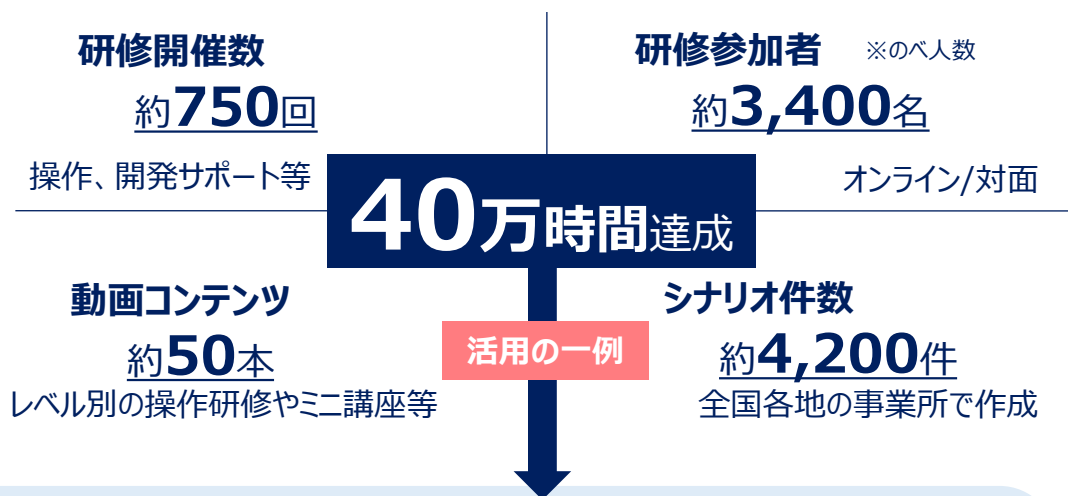 研修開催数
約750回
操作、開発サポート等
研修参加者 ※のべ人数
約3,400名
オンライン/対面
40万時間達成
動画コンテンツ
約50本
レベル別の操作研修やミニ講座等
活用の一例
シナリオ件数
約4,200件
全国各地の事業所で作成